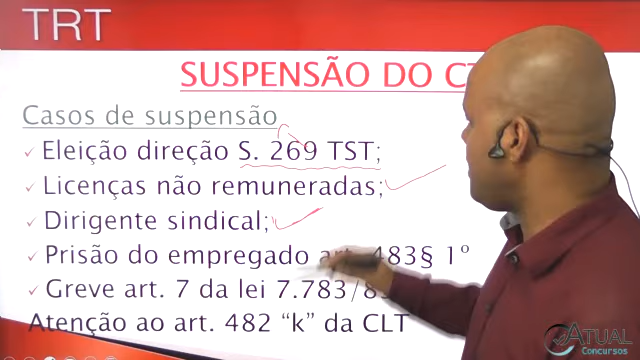 TRT
SUSPENSÃO DO
Casos de suspensão
Eleição direção S. 269 TST;
Licenças não remuneradas;
Dirigente sindical;
Prisão do empregado art. 483§ 1º
Greve art. 7 da lei 7.783/
Atenção ao art. 482 “k” da CLT
ATUAL
Concursos